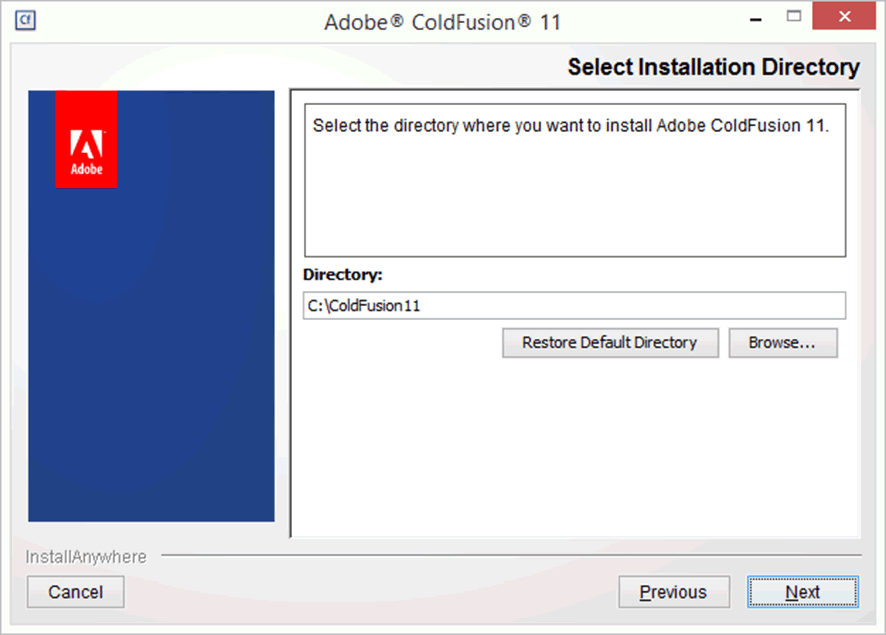 Cf
Adobe® ColdFusion® 11
Select Installation Directory
Adobe
Select the directory where you want to install Adobe ColdFusion 11.
Directory:
C:\ColdFusion11
Restore Default Directory
Browse...
InstallAnywhere
Cancel
Previous
Next